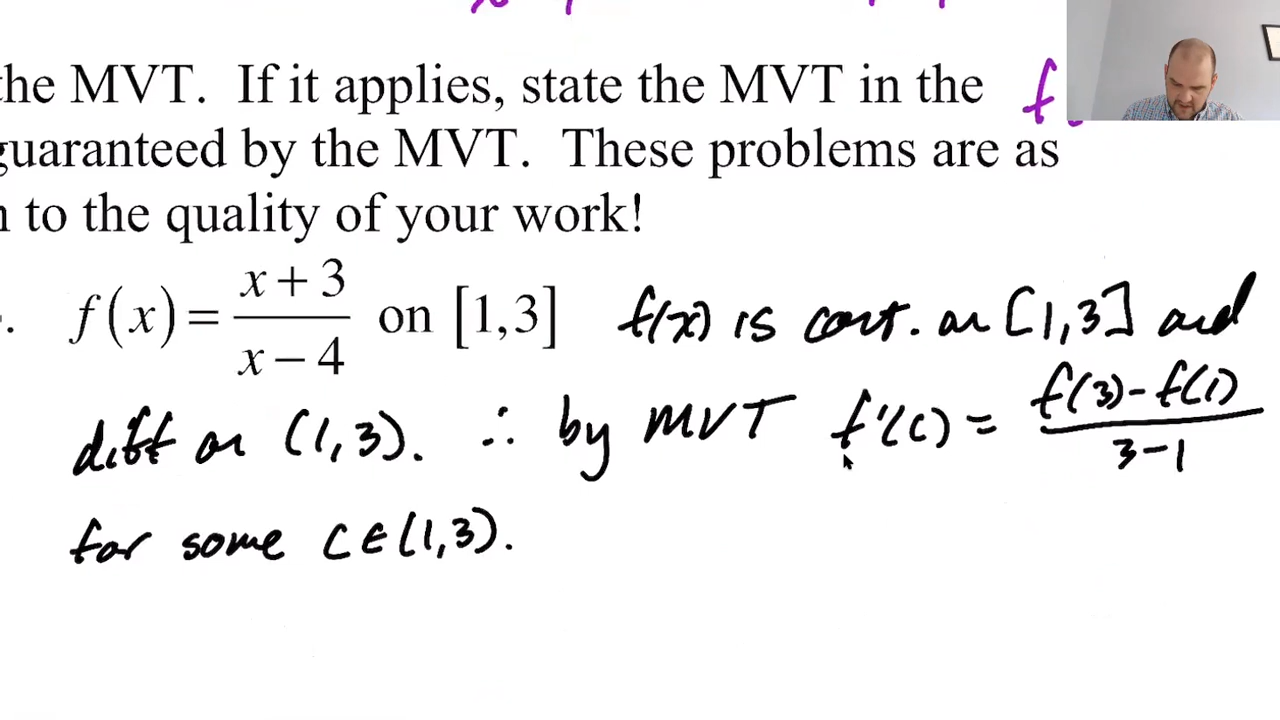 the MVT. If it applies, state the MVT in the f
guaranteed by the MVT. These problems are as
to the quality of your work!
. f(x) = (x + 3)/(x − 4) on [1,3] f(x) is cont. on [1,3] and
diff on (1,3). ∴ by MVT f'(c) = (f(3) - f(1))/(3 - 1)
for some c ∈ (1,3).